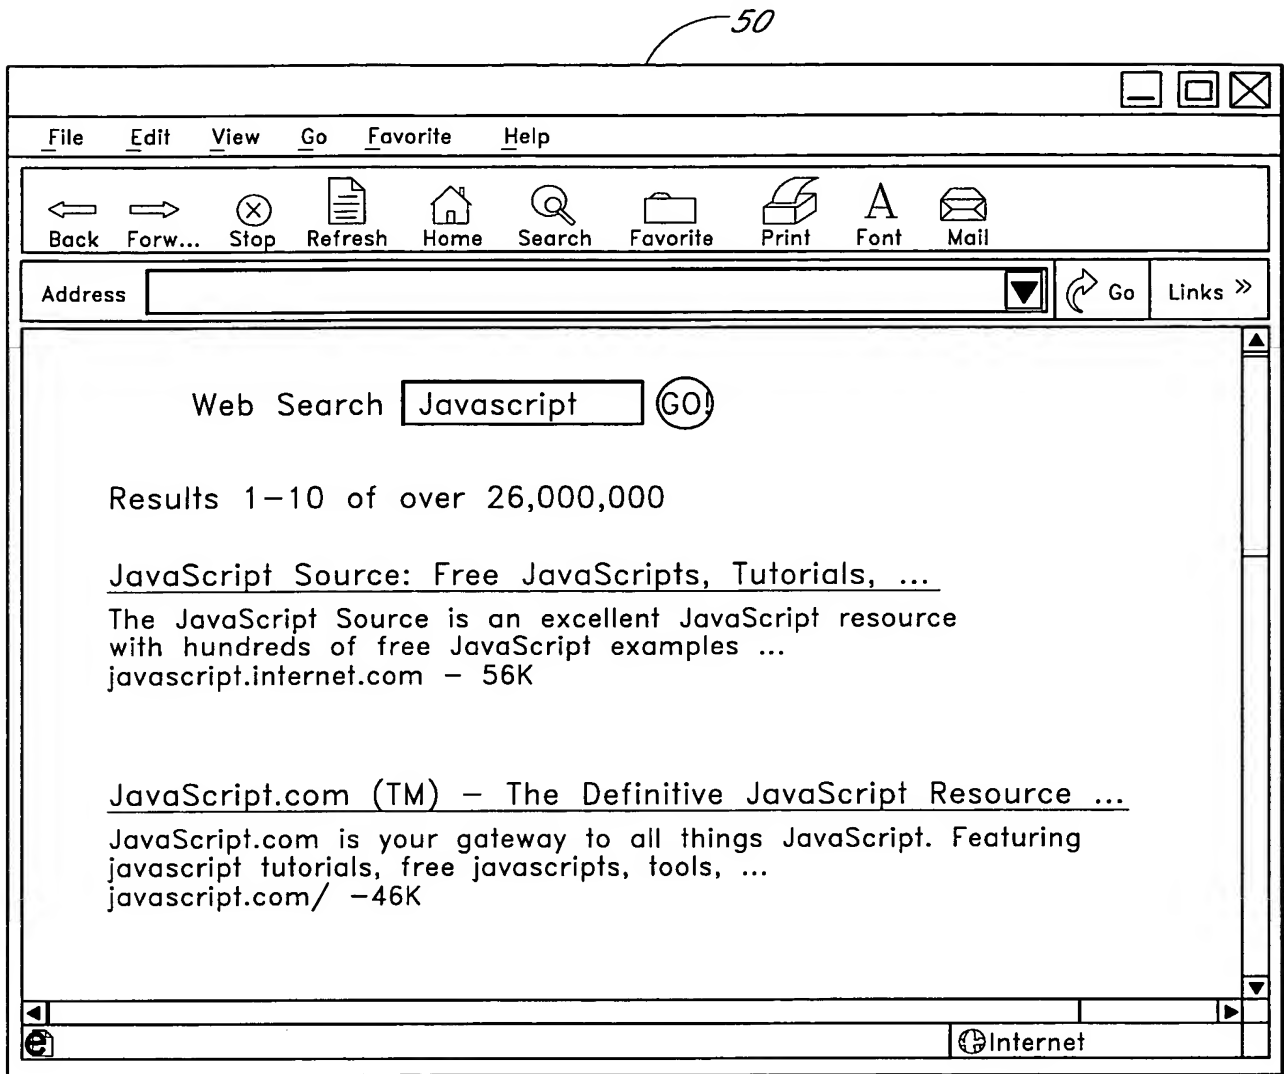 50
File Edit View Go Favorite Help
Back Forw... Stop Refresh Home Search Favorite Print Font Mail
Address Go Links »
Web Search Javascript GO!
Results 1–10 of over 26,000,000
JavaScript Source: Free JavaScripts, Tutorials, ...
The JavaScript Source is an excellent JavaScript resource
with hundreds of free JavaScript examples ...
javascript.internet.com – 56K
JavaScript.com (TM) – The Definitive JavaScript Resource ...
JavaScript.com is your gateway to all things JavaScript. Featuring
javascript tutorials, free javascripts, tools, ...
javascript.com/ –46K
Internet